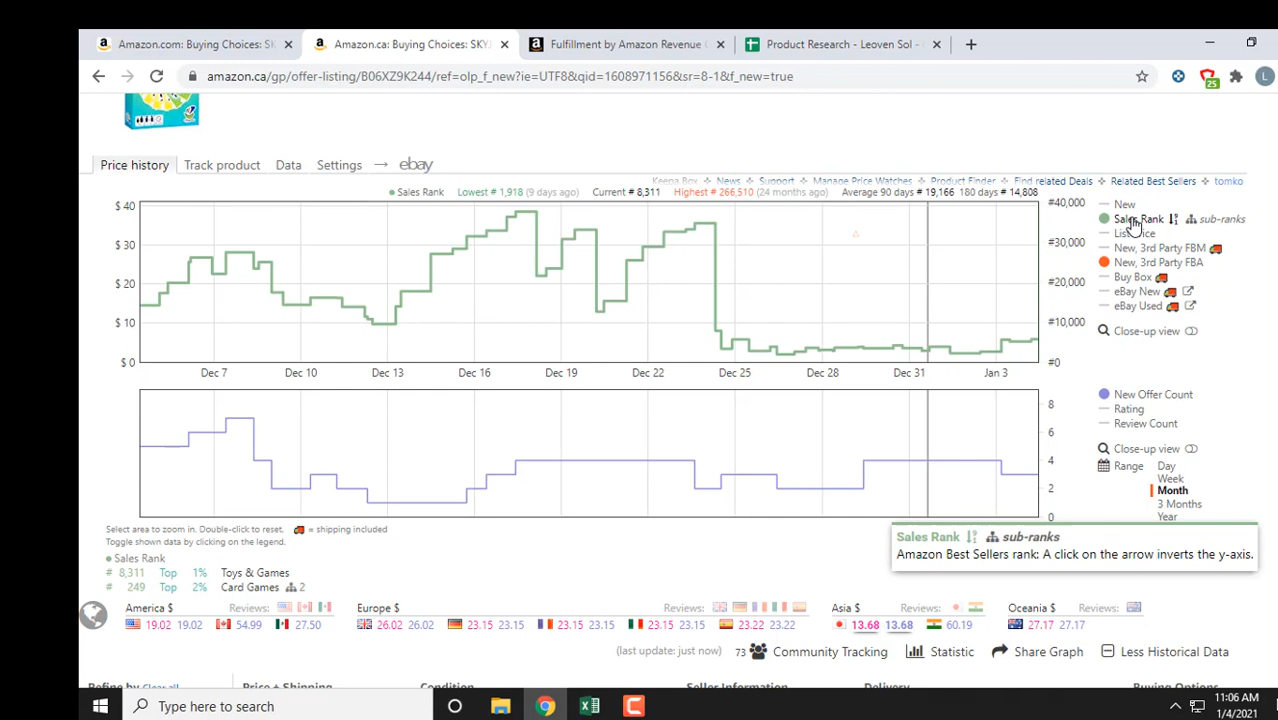 Amazon.com: Buying Choices: SK
Amazon.ca: Buying Choices: SKYJ
Fulfillment by Amazon Revenue C
Product Research - Leoven Sol -
amazon.ca/gp/offer-listing/B06XZ9K244/ref=olp_f_new?ie=UTF8&qid=1608971156&sr=8-1&f_new=true
25
L
Price history Track product Data Settings → ebay
Keepa Box News Support Manage Price Watches Product Finder Find related Deals Related Best Sellers tomko
Sales Rank Lowest # 1,918 (9 days ago) Current # 8,311 Highest # 266,510 (24 months ago) Average 90 days # 19,166 180 days # 14,808
$ 40
$ 30
$ 20
$ 10
$ 0
#40,000
#30,000
#20,000
#10,000
#0
Dec 7 Dec 10 Dec 13 Dec 16 Dec 19 Dec 22 Dec 25 Dec 28 Dec 31 Jan 3
New
Sales Rank sub-ranks
List Price
New, 3rd Party FBM
New, 3rd Party FBA
Buy Box
eBay New
eBay Used
Close-up view
8
6
4
2
0
New Offer Count
Rating
Review Count
Close-up view
Range Day
Week
Month
3 Months
Year
Select area to zoom in. Double-click to reset. = shipping included
Toggle shown data by clicking on the legend.
Sales Rank sub-ranks
Amazon Best Sellers rank: A click on the arrow inverts the y-axis.
Sales Rank
# 8,311 Top 1% Toys & Games
# 249 Top 2% Card Games 2
America $ Reviews: Europe $ Reviews: Asia $ Reviews: Oceania $ Reviews:
19.02 19.02 54.99 27.50 26.02 26.02 23.15 23.15 23.15 23.15 23.15 23.15 23.22 23.22 13.68 13.68 60.19 27.17 27.17
(last update: just now) 73 Community Tracking Statistic Share Graph Less Historical Data
Refine by Clear all Price + Shipping Condition Seller Information Delivery Buying Options
Type here to search
11:06 AM
1/4/2021